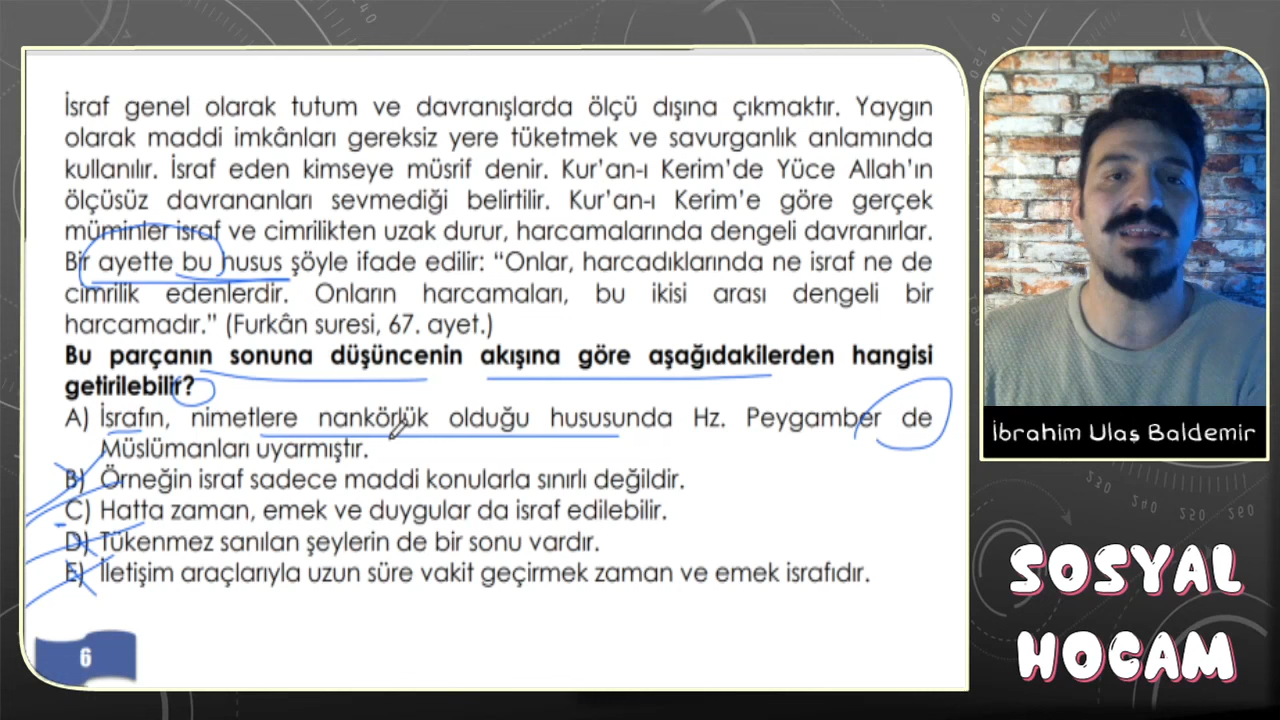 İsraf genel olarak tutum ve davranışlarda ölçü dışına çıkmaktır. Yaygın
olarak maddi imkânları gereksiz yere tüketmek ve savurganlık anlamında
kullanılır. İsraf eden kimseye müsrif denir. Kur’an-ı Kerim’de Yüce Allah’ın
ölçüsüz davrananları sevmediği belirtilir. Kur’an-ı Kerim’e göre gerçek
müminler israf ve cimrilikten uzak durur, harcamalarında dengeli davranırlar.
Bir ayette bu husus şöyle ifade edilir: “Onlar, harcadıklarında ne israf ne de
cimrilik edenlerdir. Onların harcamaları, bu ikisi arası dengeli bir
harcamadır.” (Furkân suresi, 67. ayet.)
Bu parçanın sonuna düşüncenin akışına göre aşağıdakilerden hangisi
getirilebilir?
A) İsrafın, nimetlere nankörlük olduğu hususunda Hz. Peygamber de
Müslümanları uyarmıştır.
B) Örneğin israf sadece maddi konularla sınırlı değildir.
C) Hatta zaman, emek ve duygular da israf edilebilir.
D) Tükenmez sanılan şeylerin de bir sonu vardır.
E) İletişim araçlarıyla uzun süre vakit geçirmek zaman ve emek israfıdır.
6
İbrahim Ulaş Baldemir
SOSYAL
HOCAM
230 240 250 260